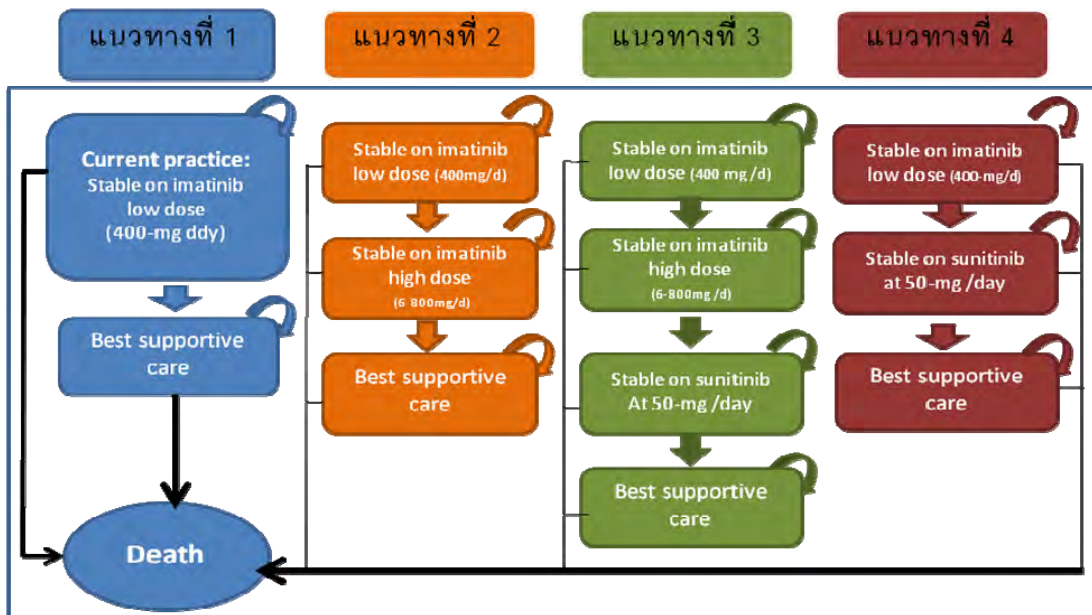 แนวทางที่ 1
Current practice:
Stable on imatinib
low dose
(400-mg ddy)
Best supportive
care
Death
แนวทางที่ 2
Stable on imatinib
low dose (400mg/d)
Stable on imatinib
high dose
(6-800mg/d)
Best supportive
care
แนวทางที่ 3
Stable on imatinib
low dose (400 mg /d)
Stable on imatinib
high dose
(6-800mg/d)
Stable on sunitinib
At 50-mg /day
Best supportive
care
แนวทางที่ 4
Stable on imatinib
low dose (400-mg/d)
Stable on sunitinib
at 50-mg /day
Best supportive
care